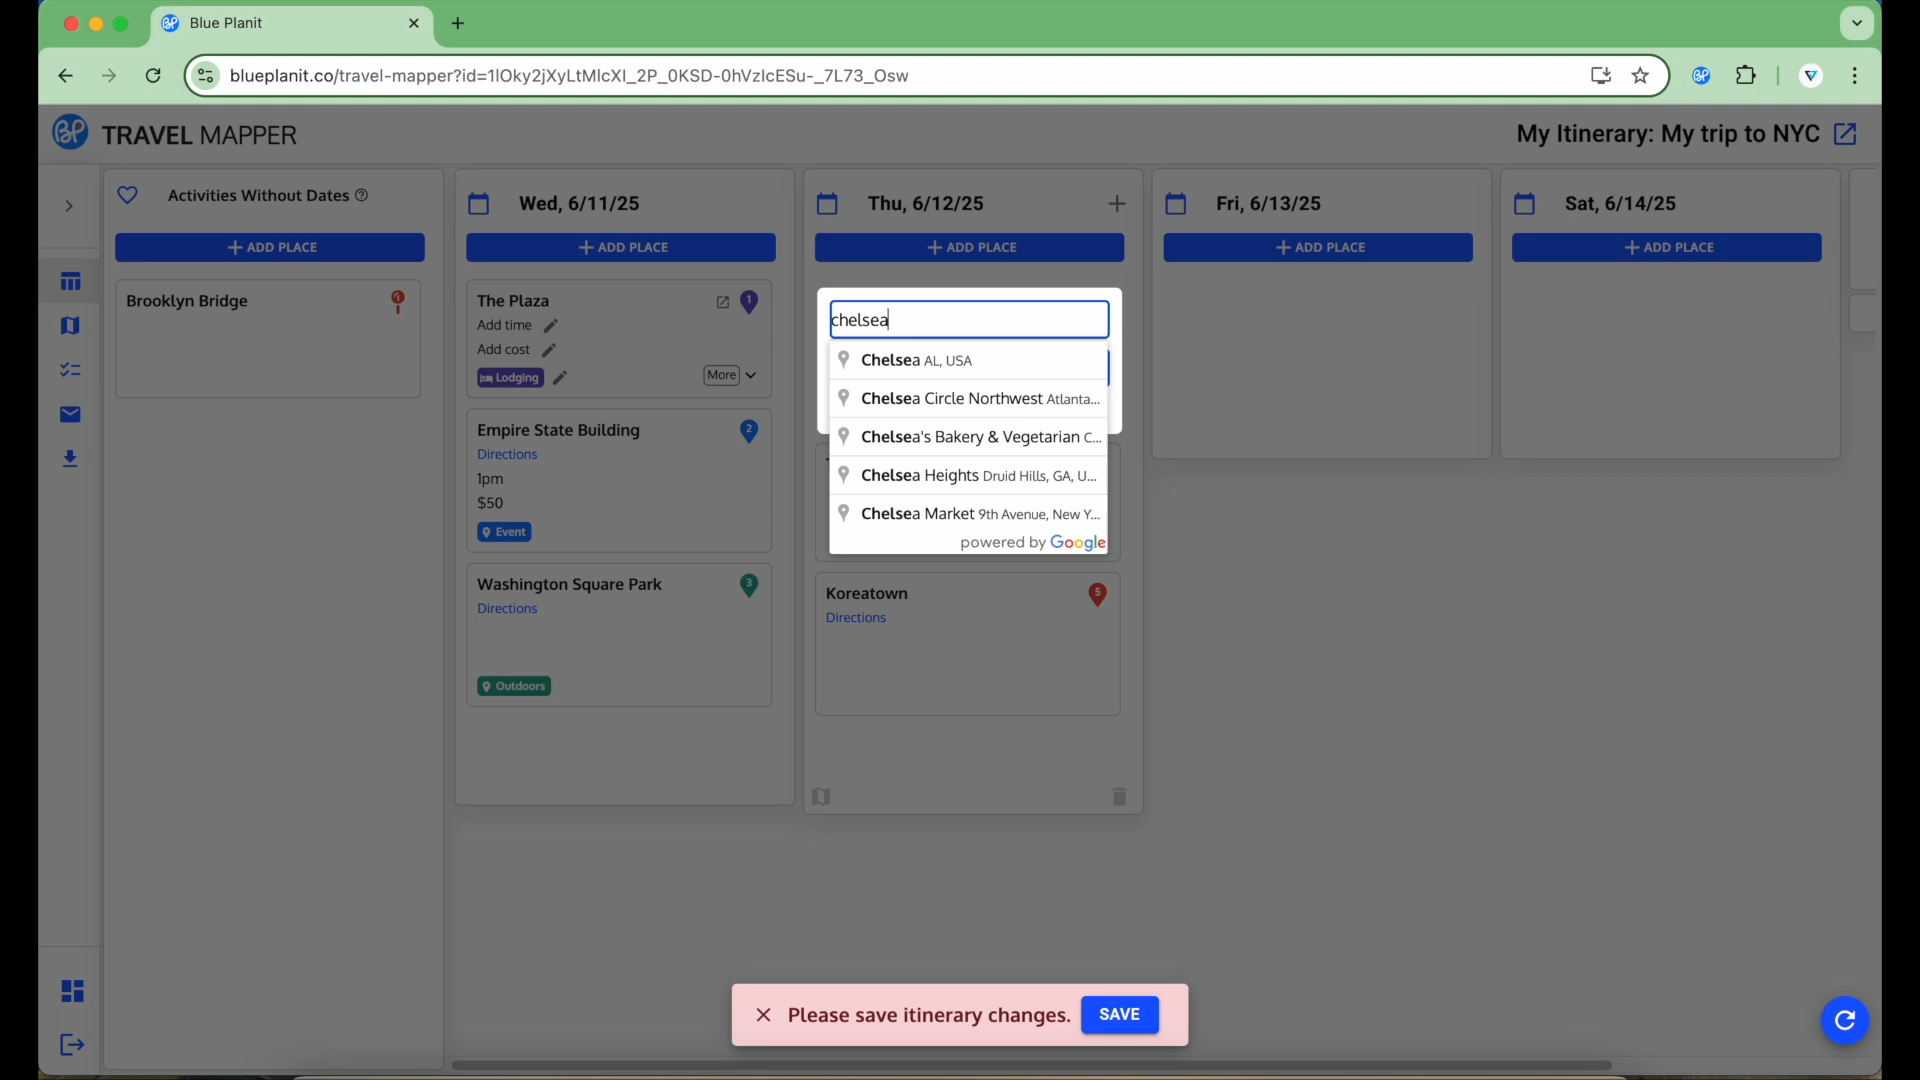 Blue Planit
blueplanit.co/travel-mapper?id=1lOky2jXyLtMlcXI_2P_0KSD-0hVzIcESu-_7L73_Osw
BP TRAVEL MAPPER
My Itinerary: My trip to NYC
Activities Without Dates
+ ADD PLACE
Brooklyn Bridge
Wed, 6/11/25
+ ADD PLACE
The Plaza 1
Add time
Add cost
Lodging More
Empire State Building 2
Directions
1pm
$50
Event
Washington Square Park 3
Directions
Outdoors
Thu, 6/12/25 +
+ ADD PLACE
chelsea
Chelsea AL, USA
Chelsea Circle Northwest Atlanta...
Chelsea's Bakery & Vegetarian C...
Chelsea Heights Druid Hills, GA, U...
Chelsea Market 9th Avenue, New Y...
powered by Google
Koreatown 5
Directions
Fri, 6/13/25
+ ADD PLACE
Sat, 6/14/25
+ ADD PLACE
Please save itinerary changes. SAVE